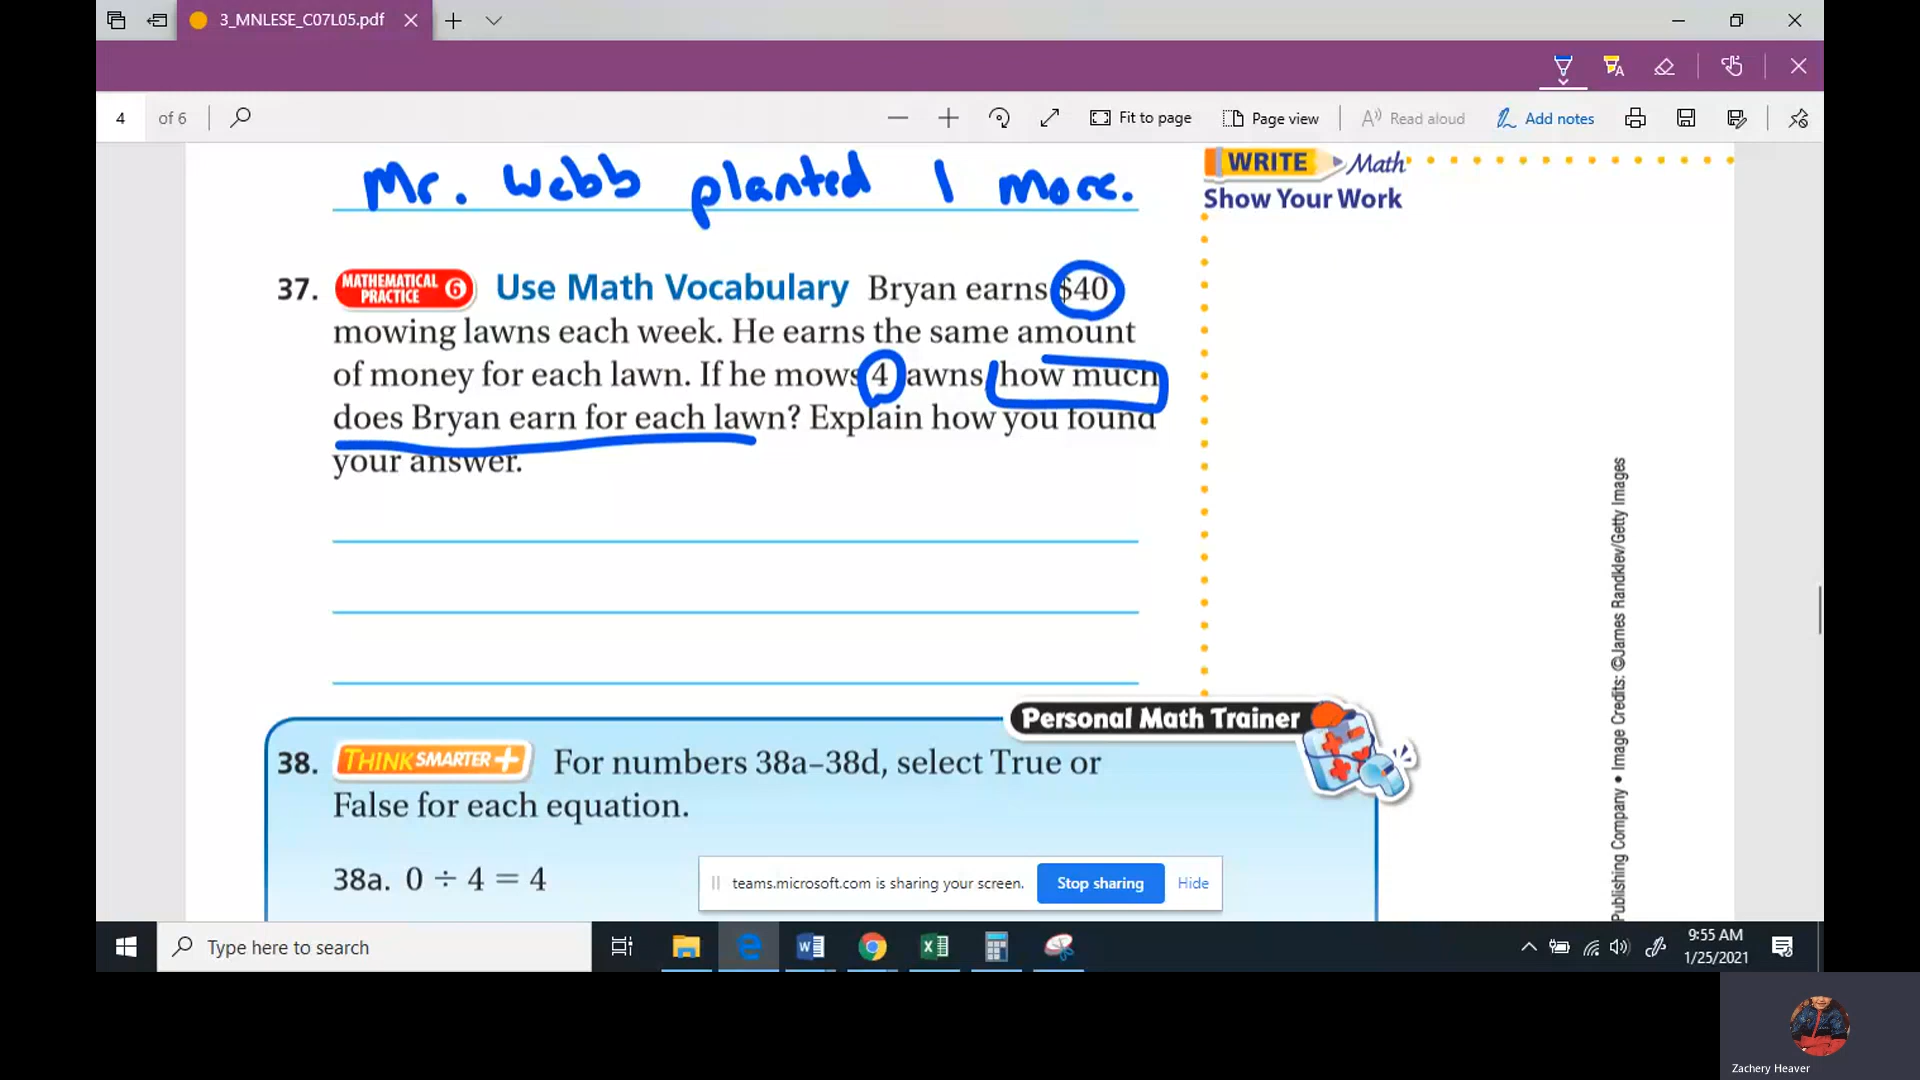 3_MNLESE_C07L05.pdf
4 of 6
Fit to page
Page view
Read aloud
Add notes
Mr. Webb planted 1 more.
WRITE Math
Show Your Work
37. MATHEMATICAL PRACTICE 6 Use Math Vocabulary Bryan earns $40
mowing lawns each week. He earns the same amount
of money for each lawn. If he mows 4 lawns, how much
does Bryan earn for each lawn? Explain how you found
your answer.
Publishing Company • Image Credits: ©James Randklev/Getty Images
Personal Math Trainer
38. THINK SMARTER + For numbers 38a–38d, select True or
False for each equation.
38a. 0 ÷ 4 = 4
teams.microsoft.com is sharing your screen. Stop sharing Hide
Type here to search
9:55 AM
1/25/2021
Zachery Heaver